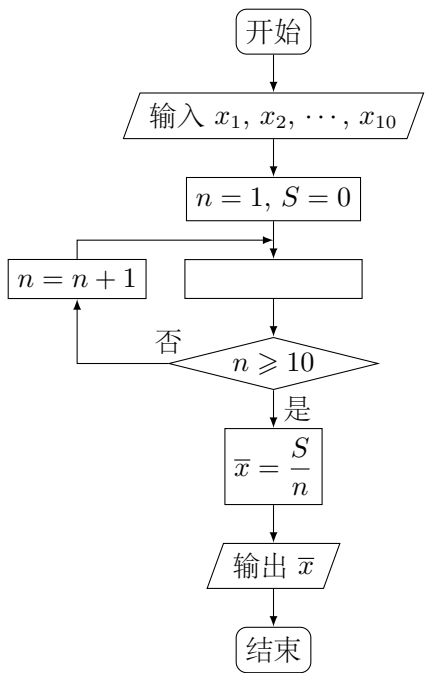 开始
输入 x₁, x₂, ⋯, x₁₀
n = 1, S = 0
n = n + 1
否
n ⩾ 10
是
x̅ = S/n
输出 x̅
结束